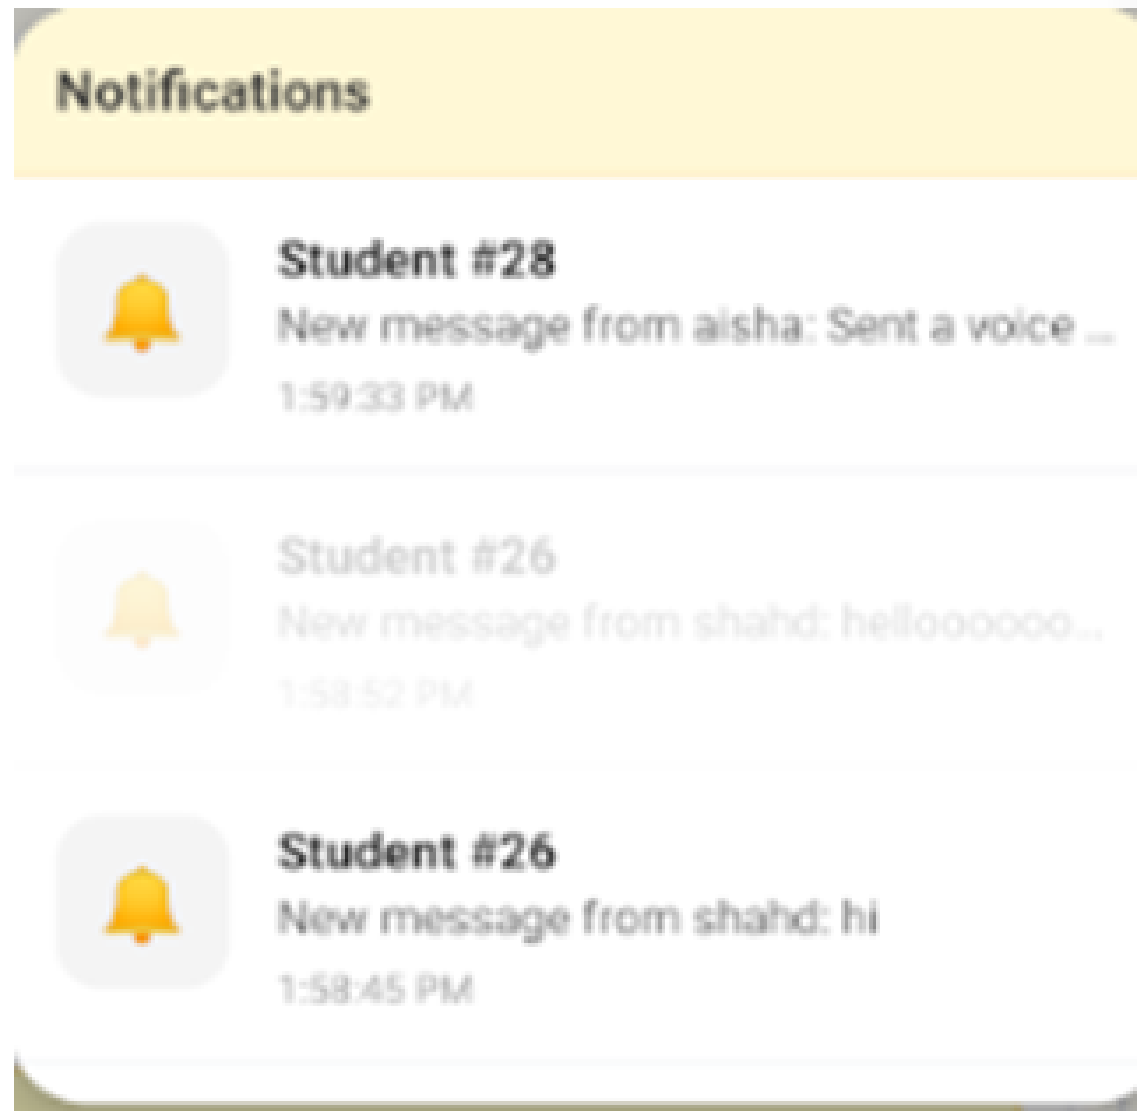 Notifications
Student #28
New message from aisha: Sent a voice ...
1:59:33 PM
Student #26
New message from shahd: helloooooo...
1:58:52 PM
Student #26
New message from shahd: hi
1:58:45 PM